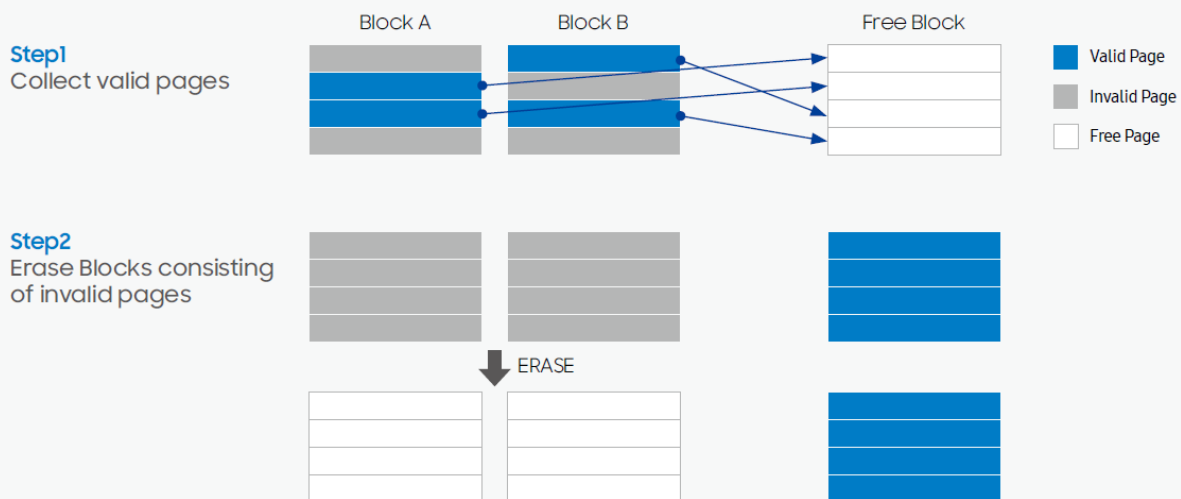 Block A
Block B
Free Block
Step1
Collect valid pages
Valid Page
Invalid Page
Free Page
Step2
Erase Blocks consisting
of invalid pages
ERASE